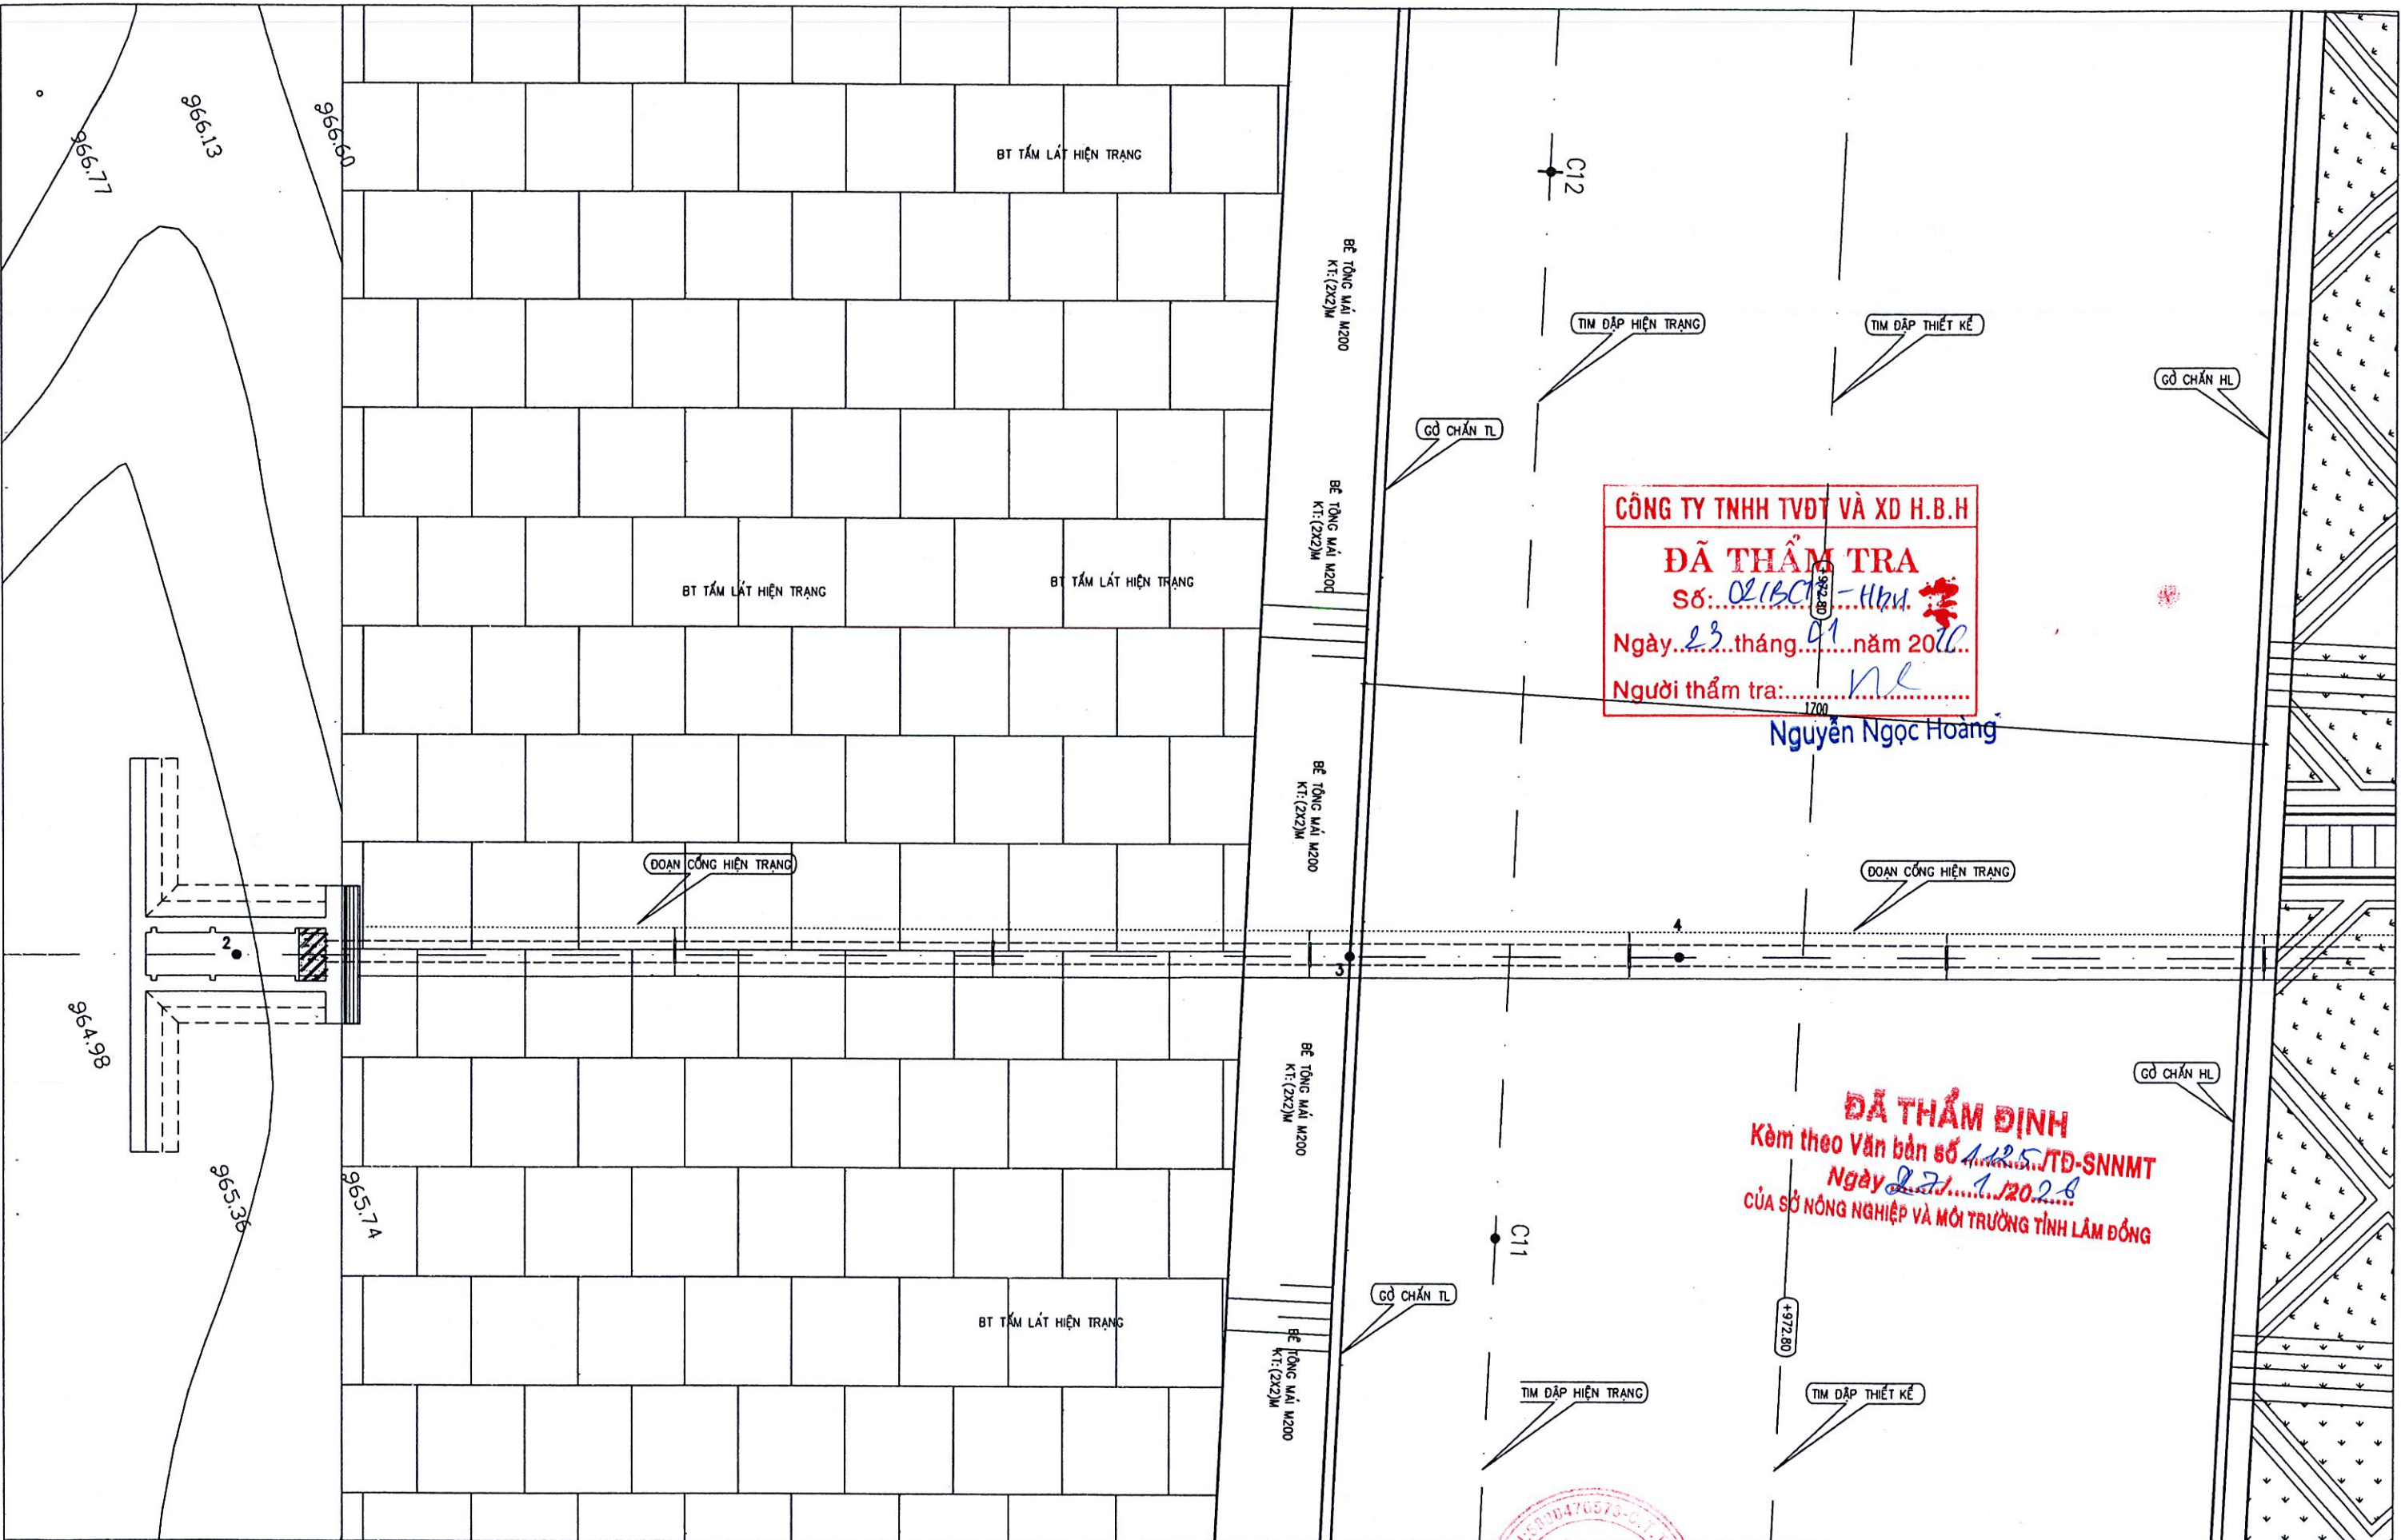 966.77
966.13
966.60
BT TẤM LÁT HIỆN TRẠNG
BÊ TÔNG MÁI M200
KT:(2X2)M
C12
TIM ĐẬP HIỆN TRẠNG
TIM ĐẬP THIẾT KẾ
GỜ CHẮN HL
GỜ CHẮN TL
BÊ TÔNG MÁI M200
KT:(2X2)M
BT TẤM LÁT HIỆN TRẠNG
BT TẤM LÁT HIỆN TRẠNG
CÔNG TY TNHH TVĐT VÀ XD H.B.H
ĐÃ THẨM TRA
+972.80
Số:
Ngày 23 tháng 01 năm 20
Người thẩm tra:
1700
Nguyễn Ngọc Hoàng
BÊ TÔNG MÁI M200
KT:(2X2)M
ĐOẠN CỐNG HIỆN TRẠNG
ĐOẠN CỐNG HIỆN TRẠNG
2
3
4
964.98
965.36
965.74
BÊ TÔNG MÁI M200
KT:(2X2)M
GỜ CHẮN HL
ĐÃ THẨM ĐỊNH
Kèm theo Văn bản số 1125/TĐ-SNNMT
Ngày 27/1/2026
CỦA SỞ NÔNG NGHIỆP VÀ MÔI TRƯỜNG TỈNH LÂM ĐỒNG
C11
GỜ CHẮN TL
+972.80
BT TẤM LÁT HIỆN TRẠNG
BÊ TÔNG MÁI M200
KT:(2X2)M
TIM ĐẬP HIỆN TRẠNG
TIM ĐẬP THIẾT KẾ